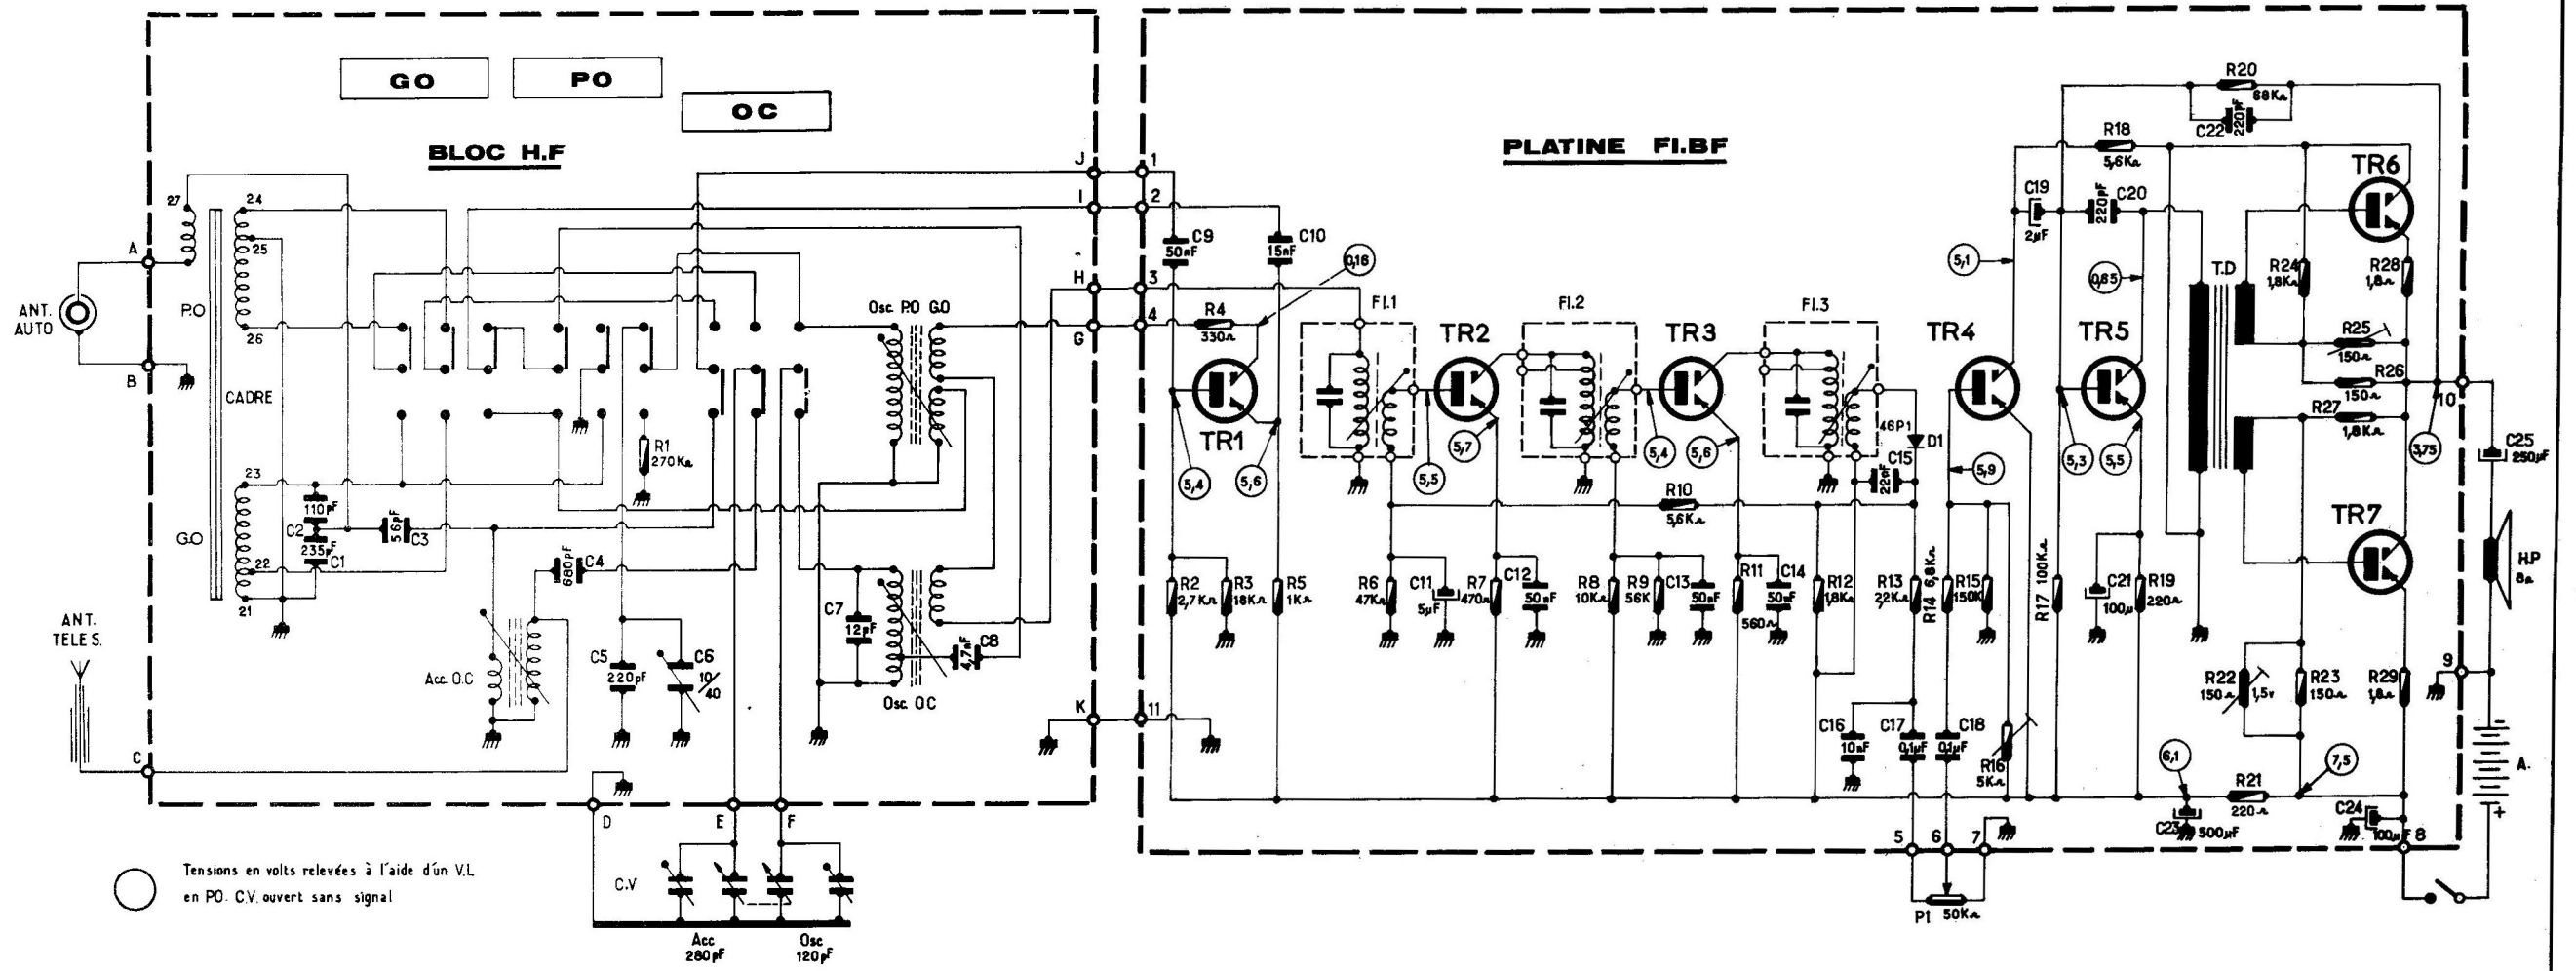 GO
PO
OC
BLOC H.F
PLATINE FI.BF
ANT.
AUTO
A
B
27
24
25
26
P.O
CADRE
23
G.O
22
21
110pF
C2
235pF
C1
56pF
C3
680pF
C4
R1
270KΩ
ANT.
TELES.
C
Acc. O.C
C5
220pF
C6
10/40
C7
12pF
Osc. P.O
G.O
Osc. OC
4,7nF
C8
J
I
H
G
K
D
E
F
C.V
Acc
280pF
Osc
120pF
Tensions en volts relevées à l'aide d'un V.L
en PO. C.V. ouvert sans signal
1
2
3
4
11
C9
50nF
C10
15nF
0,16
R4
330Ω
TR1
5,4
5,6
R2
2,7KΩ
R3
18KΩ
R5
1KΩ
FI.1
TR2
5,5
5,7
R6
47KΩ
C11
5µF
R7
470Ω
C12
50nF
FI.2
TR3
5,4
5,6
R10
5,6KΩ
R8
10KΩ
R9
56K
C13
50nF
R11
560Ω
C14
50nF
FI.3
46P1
D1
C15
22nF
R12
1,8KΩ
R13
22KΩ
R14 6,8KΩ
R15
150K
C16
10nF
C17
0,1µF
C18
0,1µF
R16
5KΩ
5
6
7
P1
50KΩ
TR4
5,1
5,9
R17 100KΩ
C19
2µF
C20
220pF
R18
5,6KΩ
R20
68KΩ
C22
220pF
0,65
TR5
5,3
5,5
C21
100µ
R19
220Ω
T.D
TR6
R24
1,8KΩ
R28
1,8Ω
R25
150Ω
R26
150Ω
R27
1,8KΩ
10
3,75
TR7
R22
150Ω
1,5v
R23
150Ω
R29
1,8Ω
6,1
7,5
R21
220Ω
C23
500µF
C24
100µF
8
9
C25
250µF
H.P
8Ω
-
A.
+